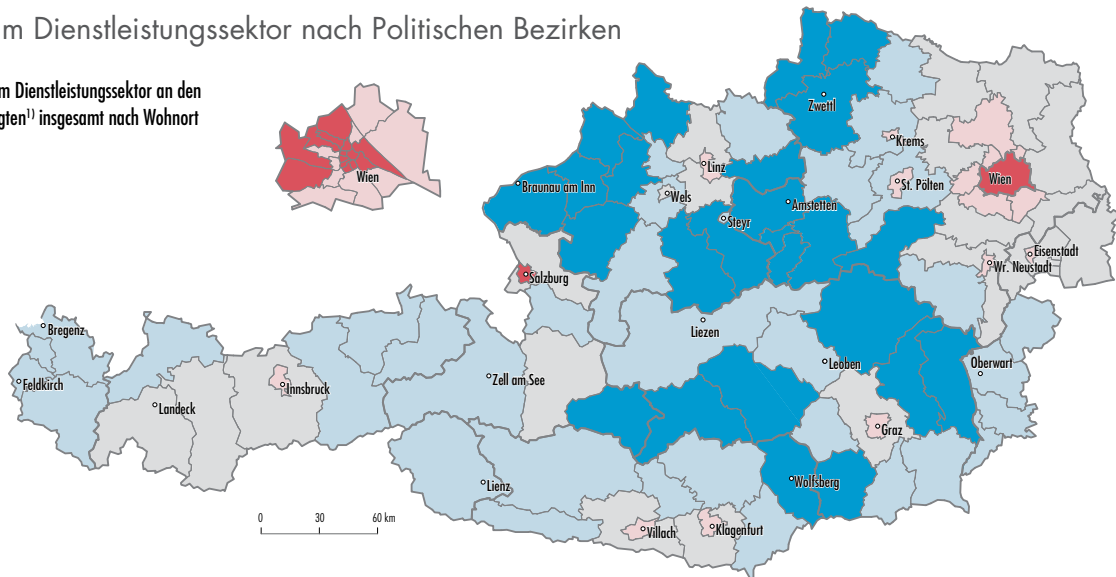 m Dienstleistungssektor nach Politischen Bezirken
m Dienstleistungssektor an den
gten1) insgesamt nach Wohnort
Wien
Zwettl
Krems
Linz
St. Pölten
Wien
Braunau am Inn
Wels
Amstetten
Steyr
Eisenstadt
Wr. Neustadt
Salzburg
Bregenz
Liezen
Leoben
Oberwart
Feldkirch
Innsbruck
Zell am See
Landeck
Graz
Lienz
Wolfsberg
Villach
Klagenfurt
0 30 60 km